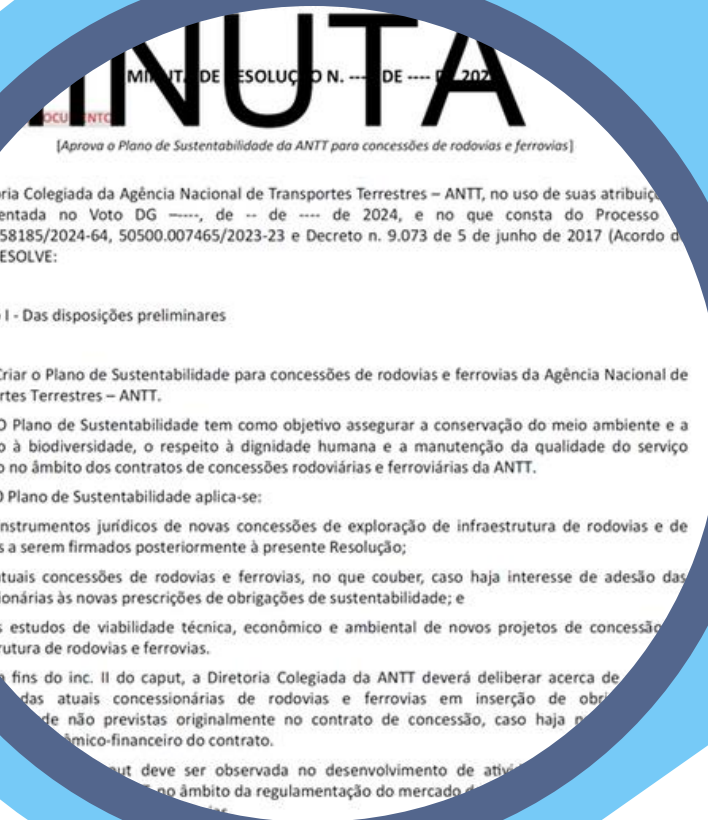 MINUTA
MINUTA DE RESOLUÇÃO N. ---- DE ---- DE 202
DOCUMENTO
[Aprova o Plano de Sustentabilidade da ANTT para concessões de rodovias e ferrovias]
ria Colegiada da Agência Nacional de Transportes Terrestres – ANTT, no uso de suas atribuiç
entada no Voto DG –----, de -- de ---- de 2024, e no que consta do Processo
58185/2024-64, 50500.007465/2023-23 e Decreto n. 9.073 de 5 de junho de 2017 (Acordo d
ESOLVE:
I - Das disposições preliminares
Criar o Plano de Sustentabilidade para concessões de rodovias e ferrovias da Agência Nacional de
rtes Terrestres – ANTT.
O Plano de Sustentabilidade tem como objetivo assegurar a conservação do meio ambiente e a
o à biodiversidade, o respeito à dignidade humana e a manutenção da qualidade do serviço
o no âmbito dos contratos de concessões rodoviárias e ferroviárias da ANTT.
O Plano de Sustentabilidade aplica-se:
nstrumentos jurídicos de novas concessões de exploração de infraestrutura de rodovias e de
s a serem firmados posteriormente à presente Resolução;
tuais concessões de rodovias e ferrovias, no que couber, caso haja interesse de adesão das
ionárias às novas prescrições de obrigações de sustentabilidade; e
s estudos de viabilidade técnica, econômico e ambiental de novos projetos de concessão
rutura de rodovias e ferrovias.
a fins do inc. II do caput, a Diretoria Colegiada da ANTT deverá deliberar acerca de
das atuais concessionárias de rodovias e ferrovias em inserção de obri
de não previstas originalmente no contrato de concessão, caso haja
mico-financeiro do contrato.
ut deve ser observada no desenvolvimento de ativi
no âmbito da regulamentação do mercado d